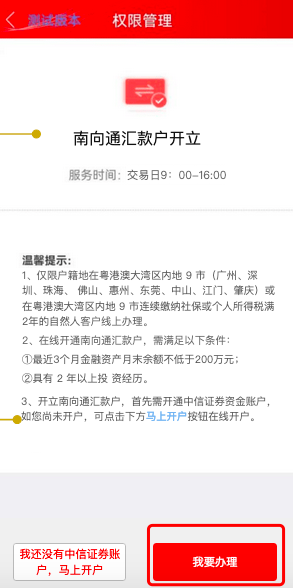 测试版本
权限管理
南向通汇款户开立
服务时间：交易日9：00-16:00
温馨提示：
1、仅限户籍地在粤港澳大湾区内地 9 市（广州、深
圳、珠海、 佛山、惠州、东莞、中山、江门、肇庆）或
在粤港澳大湾区内地 9 市连续缴纳社保或个人所得税满
2年的自然人客户线上办理。
2、在线开通南向通汇款户，需满足以下条件：
①最近3个月金融资产月末余额不低于200万元；
②具有 2 年以上投 资经历。
3、开立南向通汇款户，首先需开通中信证券资金账户，
如您尚未开户，可点击下方马上开户按钮在线开户。
我还没有中信证券账
户，马上开户
我要办理